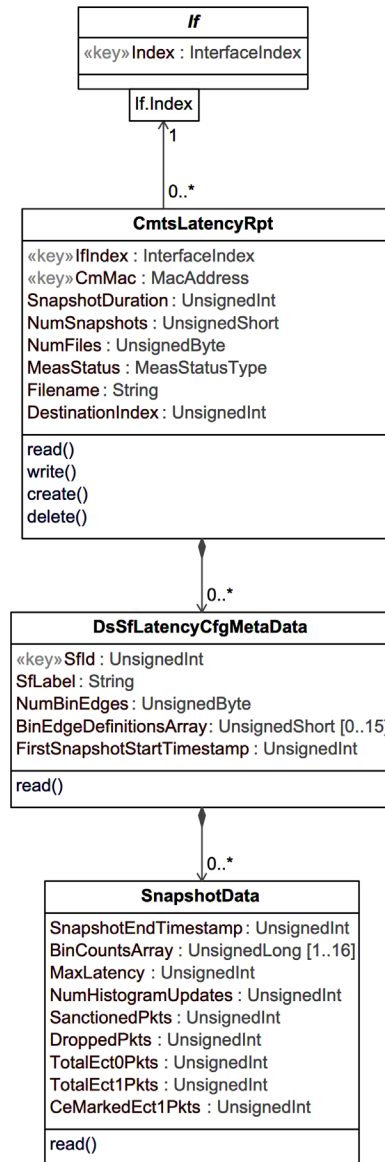 If
«key»Index : InterfaceIndex
If.Index
1
0..*
CmtsLatencyRpt
«key»IfIndex : InterfaceIndex
«key»CmMac : MacAddress
SnapshotDuration : UnsignedInt
NumSnapshots : UnsignedShort
NumFiles : UnsignedByte
MeasStatus : MeasStatusType
Filename : String
DestinationIndex : UnsignedInt
read()
write()
create()
delete()
0..*
DsSfLatencyCfgMetaData
«key»SfId : UnsignedInt
SfLabel : String
NumBinEdges : UnsignedByte
BinEdgeDefinitionsArray : UnsignedShort [0..15]
FirstSnapshotStartTimestamp : UnsignedInt
read()
0..*
SnapshotData
SnapshotEndTimestamp : UnsignedInt
BinCountsArray : UnsignedLong [1..16]
MaxLatency : UnsignedInt
NumHistogramUpdates : UnsignedInt
SanctionedPkts : UnsignedInt
DroppedPkts : UnsignedInt
TotalEct0Pkts : UnsignedInt
TotalEct1Pkts : UnsignedInt
CeMarkedEct1Pkts : UnsignedInt
read()